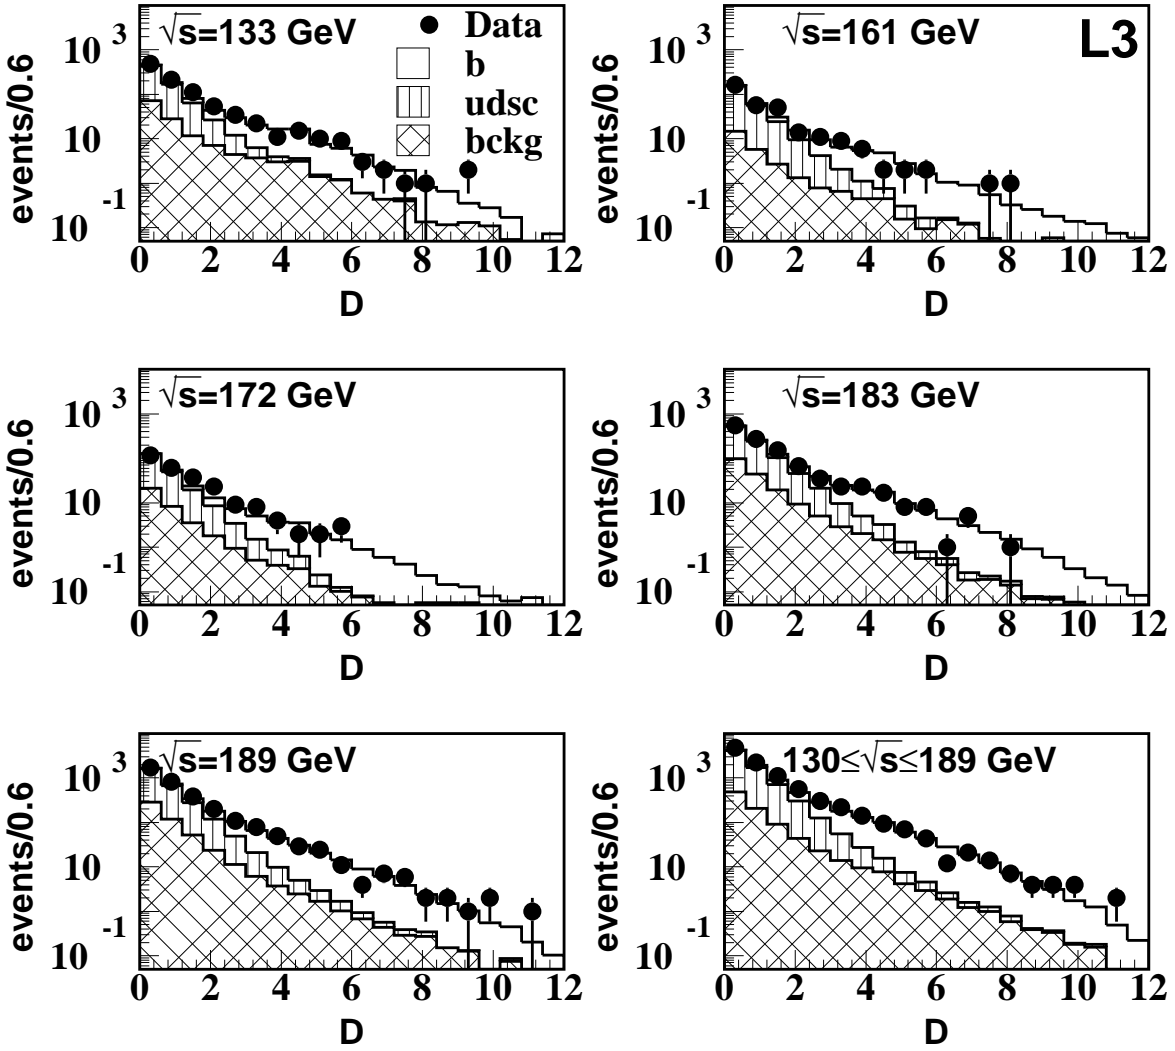 √s=133 GeV
Data
b
udsc
bckg
events/0.6
10 3
10
10 -1
0 2 4 6 8 10 12
D
√s=161 GeV
L3
events/0.6
10 3
10
10 -1
0 2 4 6 8 10 12
D
√s=172 GeV
events/0.6
10 3
10
10 -1
0 2 4 6 8 10 12
D
√s=183 GeV
events/0.6
10 3
10
10 -1
0 2 4 6 8 10 12
D
√s=189 GeV
events/0.6
10 3
10
10 -1
0 2 4 6 8 10 12
D
130≤√s≤189 GeV
events/0.6
10 3
10
10 -1
0 2 4 6 8 10 12
D